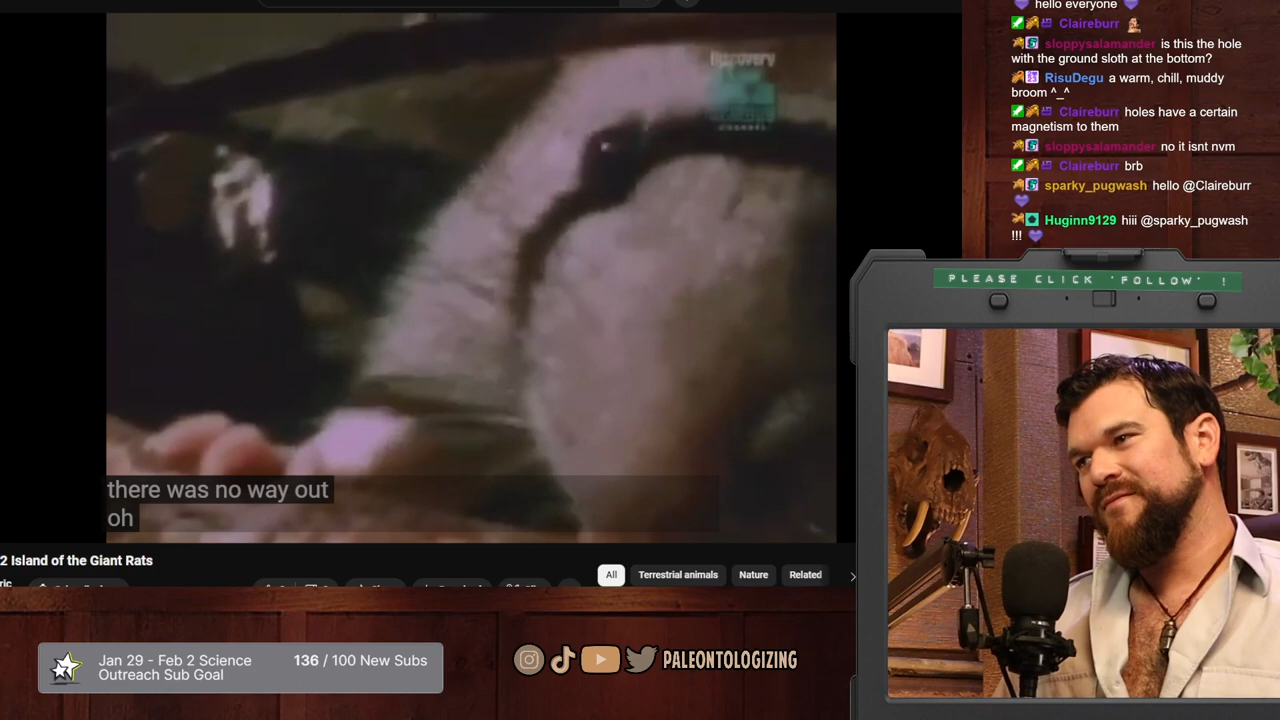 Discovery
CHANNEL
there was no way out
oh
2 Island of the Giant Rats
All
Terrestrial animals
Nature
Related
Jan 29 - Feb 2 Science
Outreach Sub Goal
136 / 100 New Subs
PALEONTOLOGIZING
hello everyone
Claireburr
sloppysalamander is this the hole
with the ground sloth at the bottom?
RisuDegu a warm, chill, muddy
broom ^_^
Claireburr holes have a certain
magnetism to them
sloppysalamander no it isnt nvm
Claireburr brb
sparky_pugwash hello @Claireburr
Huginn9129 hiii @sparky_pugwash
!!!
PLEASE CLICK "FOLLOW" !